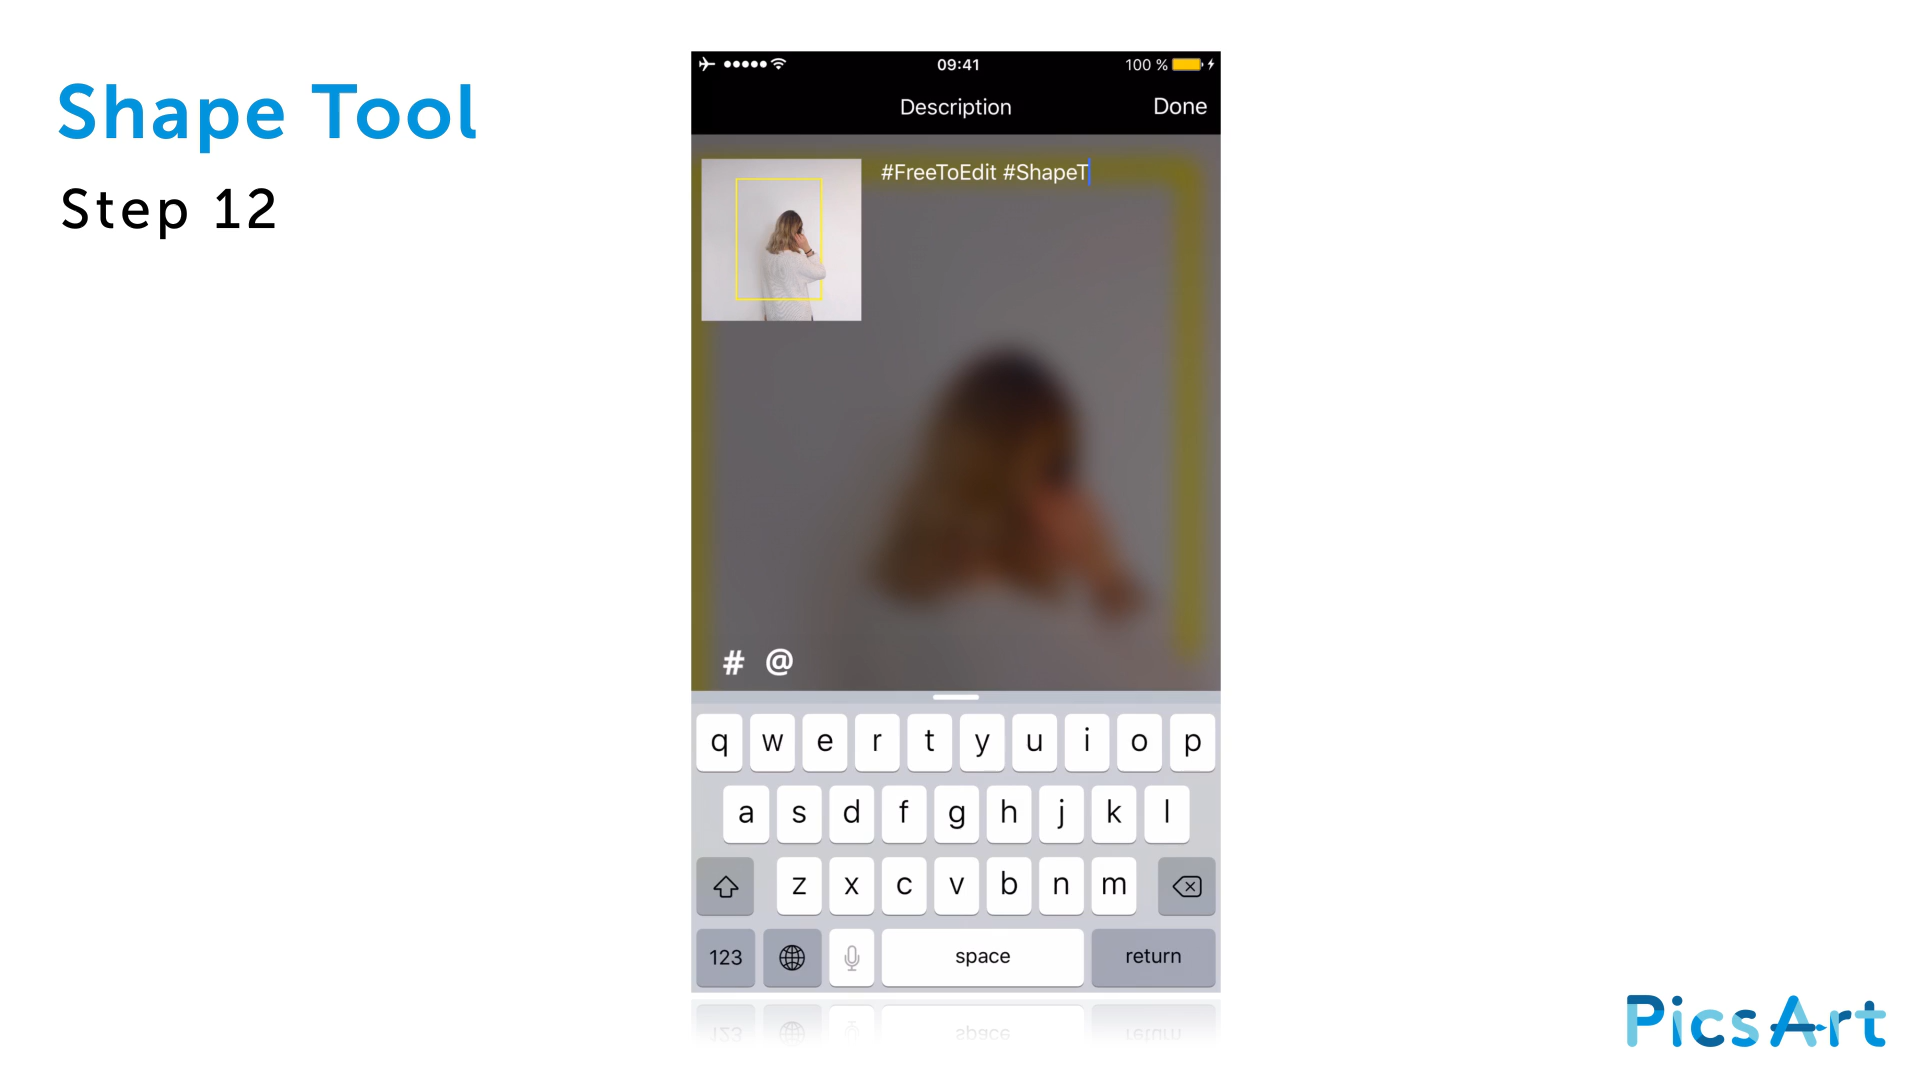 Shape Tool
Step 12
09:41
100 %
Description
Done
#FreeToEdit #ShapeT
# @
q w e r t y u i o p
a s d f g h j k l
z x c v b n m
123 space return
PicsArt